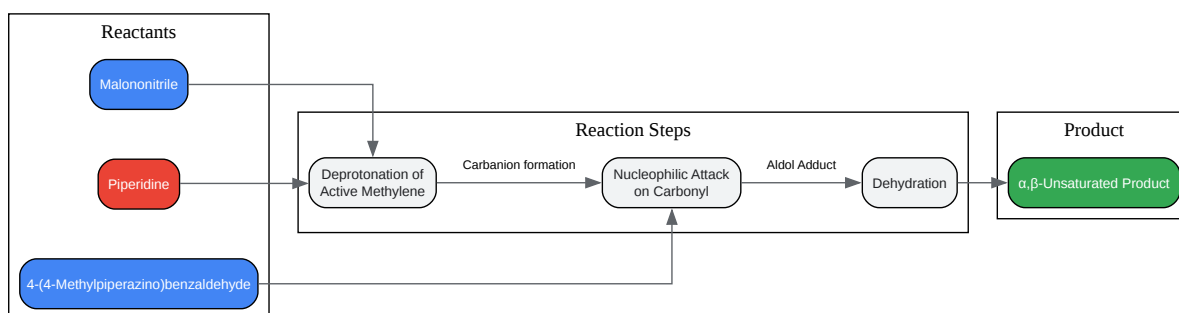 Reactants
Malononitrile
Piperidine
4-(4-Methylpiperazino)benzaldehyde
Reaction Steps
Deprotonation of
Active Methylene
Carbanion formation
Nucleophilic Attack
on Carbonyl
Aldol Adduct
Dehydration
Product
α,β-Unsaturated Product